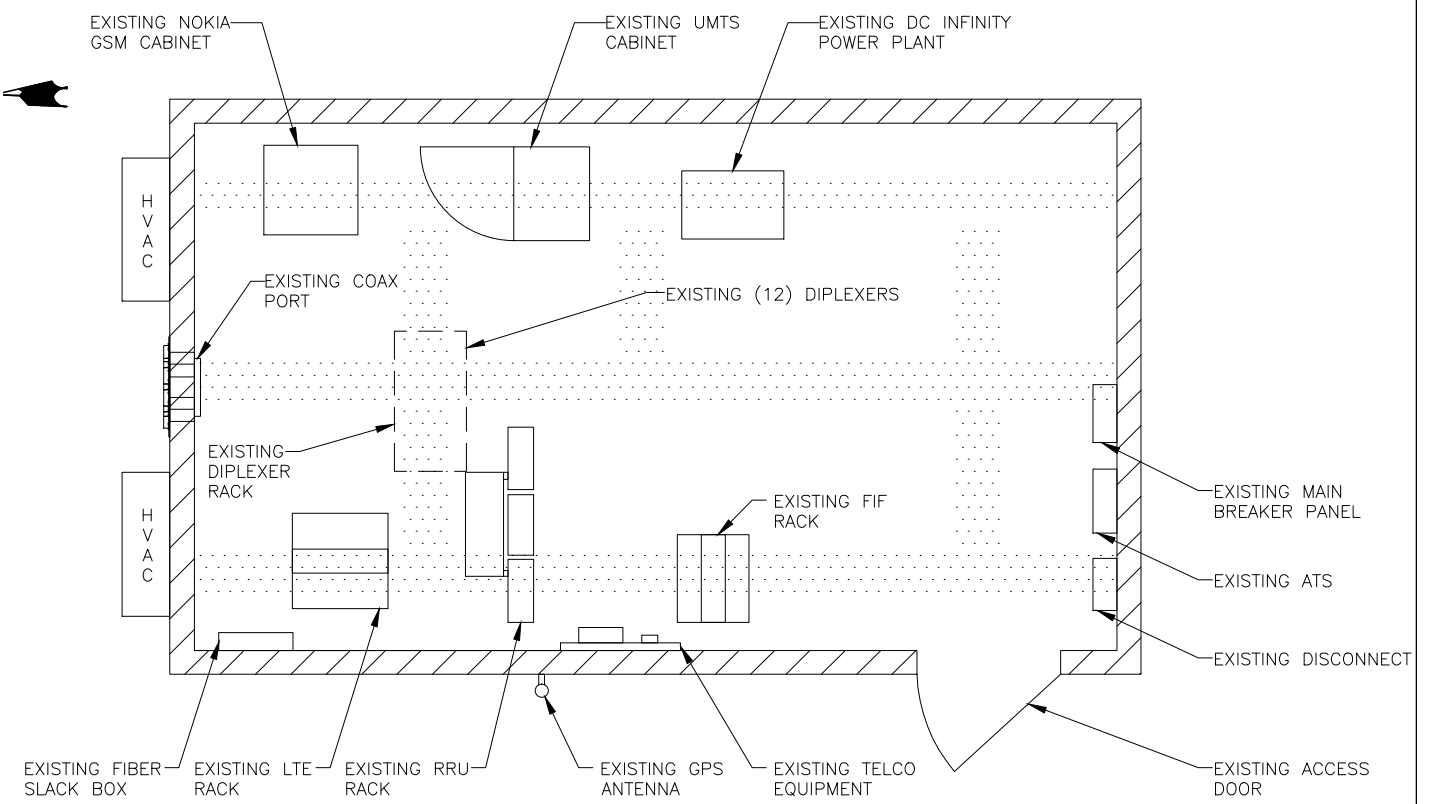 EXISTING NOKIA
GSM CABINET
EXISTING UMTS
CABINET
EXISTING DC INFINITY
POWER PLANT
H
V
A
C
EXISTING COAX
PORT
EXISTING (12) DIPLEXERS
EXISTING
DIPLEXER
RACK
EXISTING FIF
RACK
EXISTING MAIN
BREAKER PANEL
H
V
A
C
EXISTING ATS
EXISTING DISCONNECT
EXISTING FIBER
SLACK BOX
EXISTING LTE
RACK
EXISTING RRU
RACK
EXISTING GPS
ANTENNA
EXISTING TELCO
EQUIPMENT
EXISTING ACCESS
DOOR